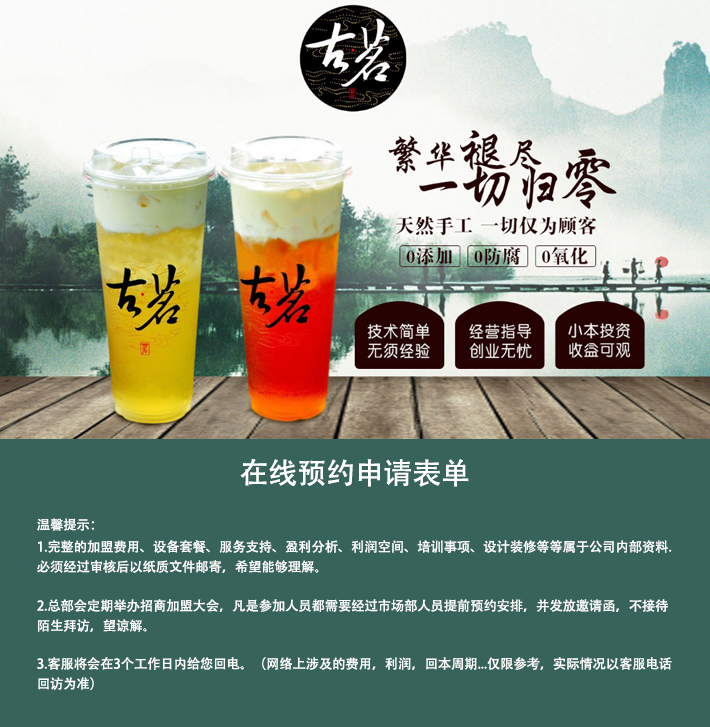 古茗
繁华褪尽
一切归零
天然手工 一切仅为顾客
0添加 0防腐 0氧化
古茗
古茗
技术简单
无须经验
经营指导
创业无忧
小本投资
收益可观
在线预约申请表单
温馨提示：
1.完整的加盟费用、设备套餐、服务支持、盈利分析、利润空间、培训事项、设计装修等等属于公司内部资料.
必须经过审核后以纸质文件邮寄，希望能够理解。
2.总部会定期举办招商加盟大会，凡是参加人员都需要经过市场部人员提前预约安排，并发放邀请函，不接待
陌生拜访，望谅解。
3.客服将会在3个工作日内给您回电。（网络上涉及的费用，利润，回本周期...仅限参考，实际情况以客服电话
回访为准）